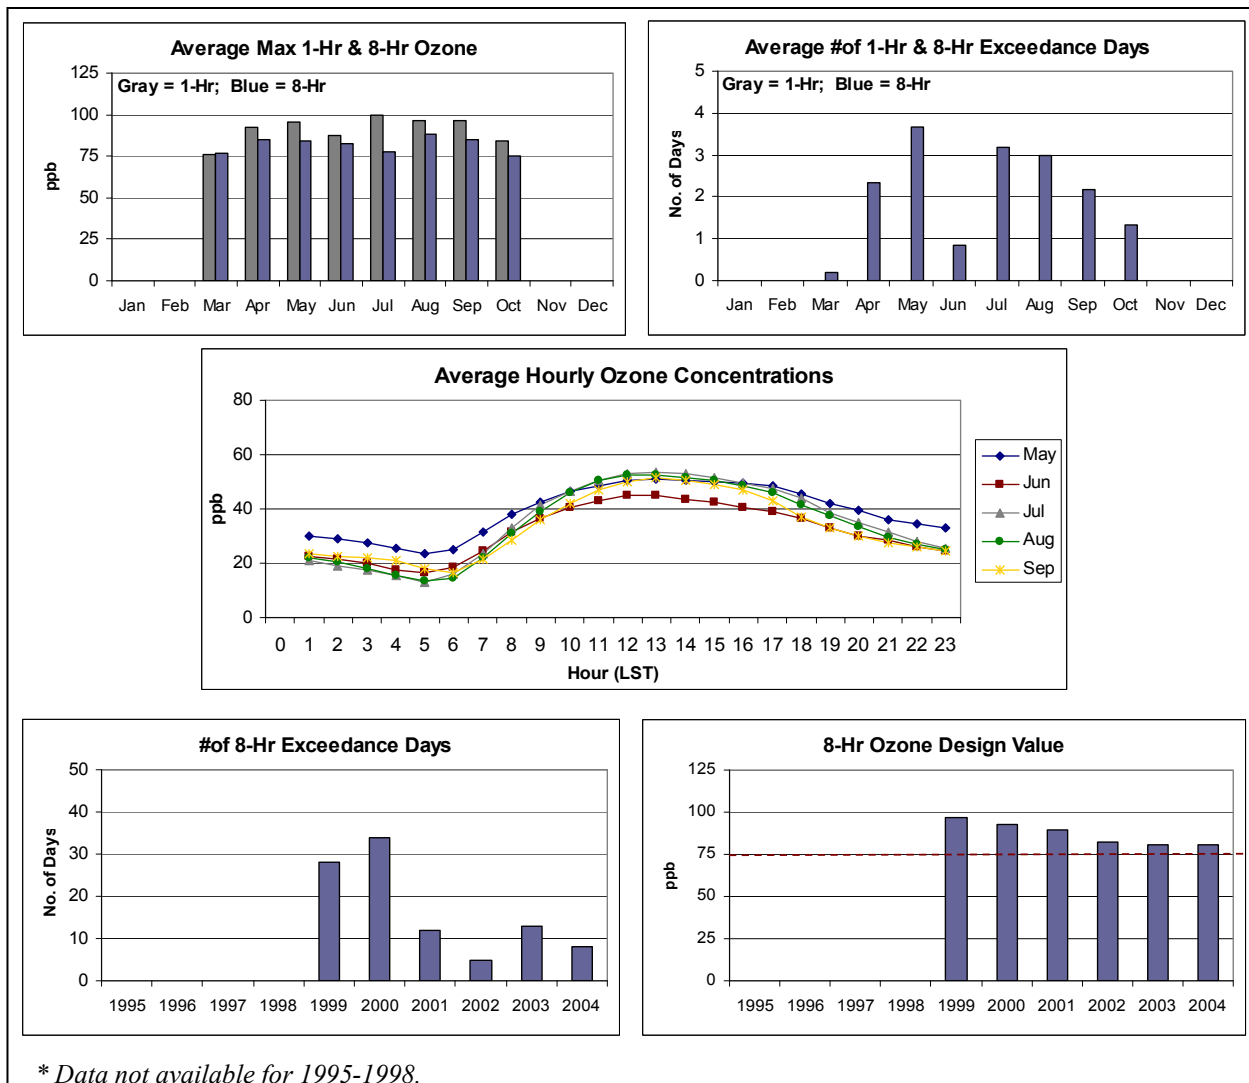 Average Max 1-Hr & 8-Hr Ozone
Gray = 1-Hr; Blue = 8-Hr
ppb
125
100
75
50
25
0
Jan Feb Mar Apr May Jun Jul Aug Sep Oct Nov Dec
Average #of 1-Hr & 8-Hr Exceedance Days
Gray = 1-Hr; Blue = 8-Hr
No. of Days
5
4
3
2
1
0
Jan Feb Mar Apr May Jun Jul Aug Sep Oct Nov Dec
Average Hourly Ozone Concentrations
ppb
80
60
40
20
0
0 1 2 3 4 5 6 7 8 9 10 11 12 13 14 15 16 17 18 19 20 21 22 23
Hour (LST)
May
Jun
Jul
Aug
Sep
#of 8-Hr Exceedance Days
No. of Days
50
40
30
20
10
0
1995 1996 1997 1998 1999 2000 2001 2002 2003 2004
8-Hr Ozone Design Value
ppb
125
100
75
50
25
0
1995 1996 1997 1998 1999 2000 2001 2002 2003 2004
* Data not available for 1995-1998.